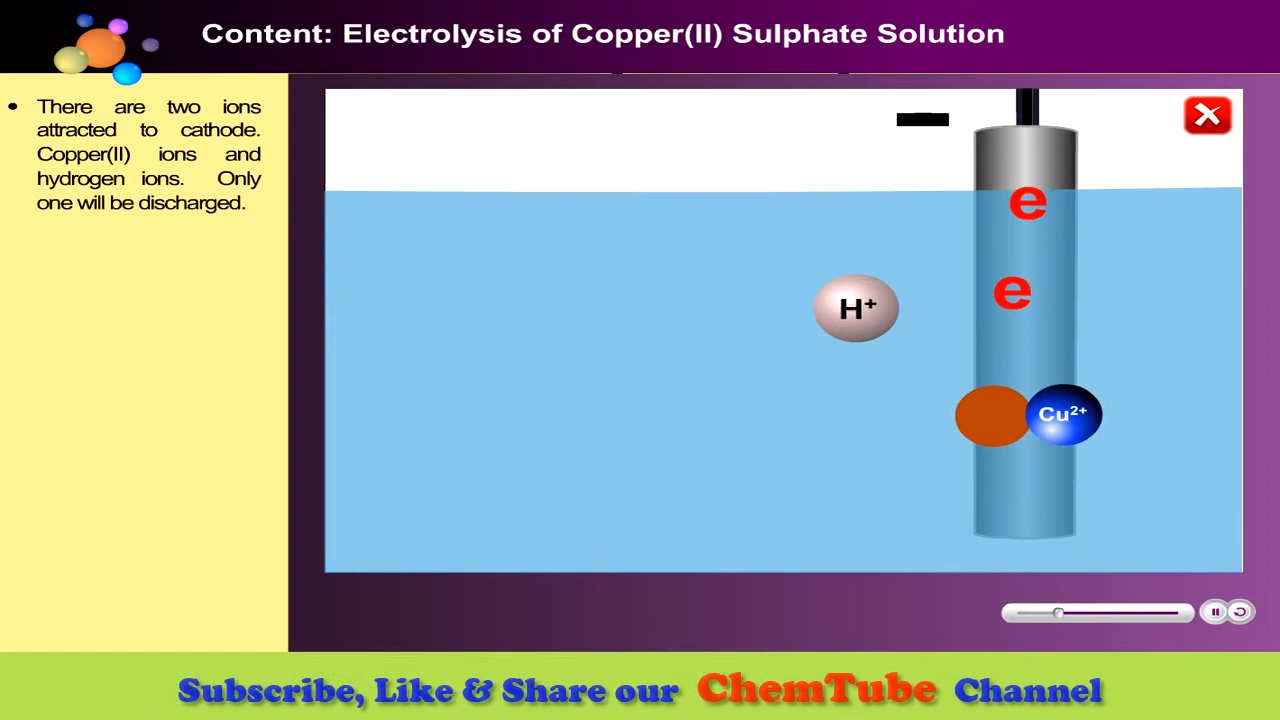 Content: Electrolysis of Copper(II) Sulphate Solution
• There are two ions
attracted to cathode.
Copper(II) ions and
hydrogen ions. Only
one will be discharged.
e
e
H⁺
Cu²⁺
Subscribe, Like & Share our ChemTube Channel